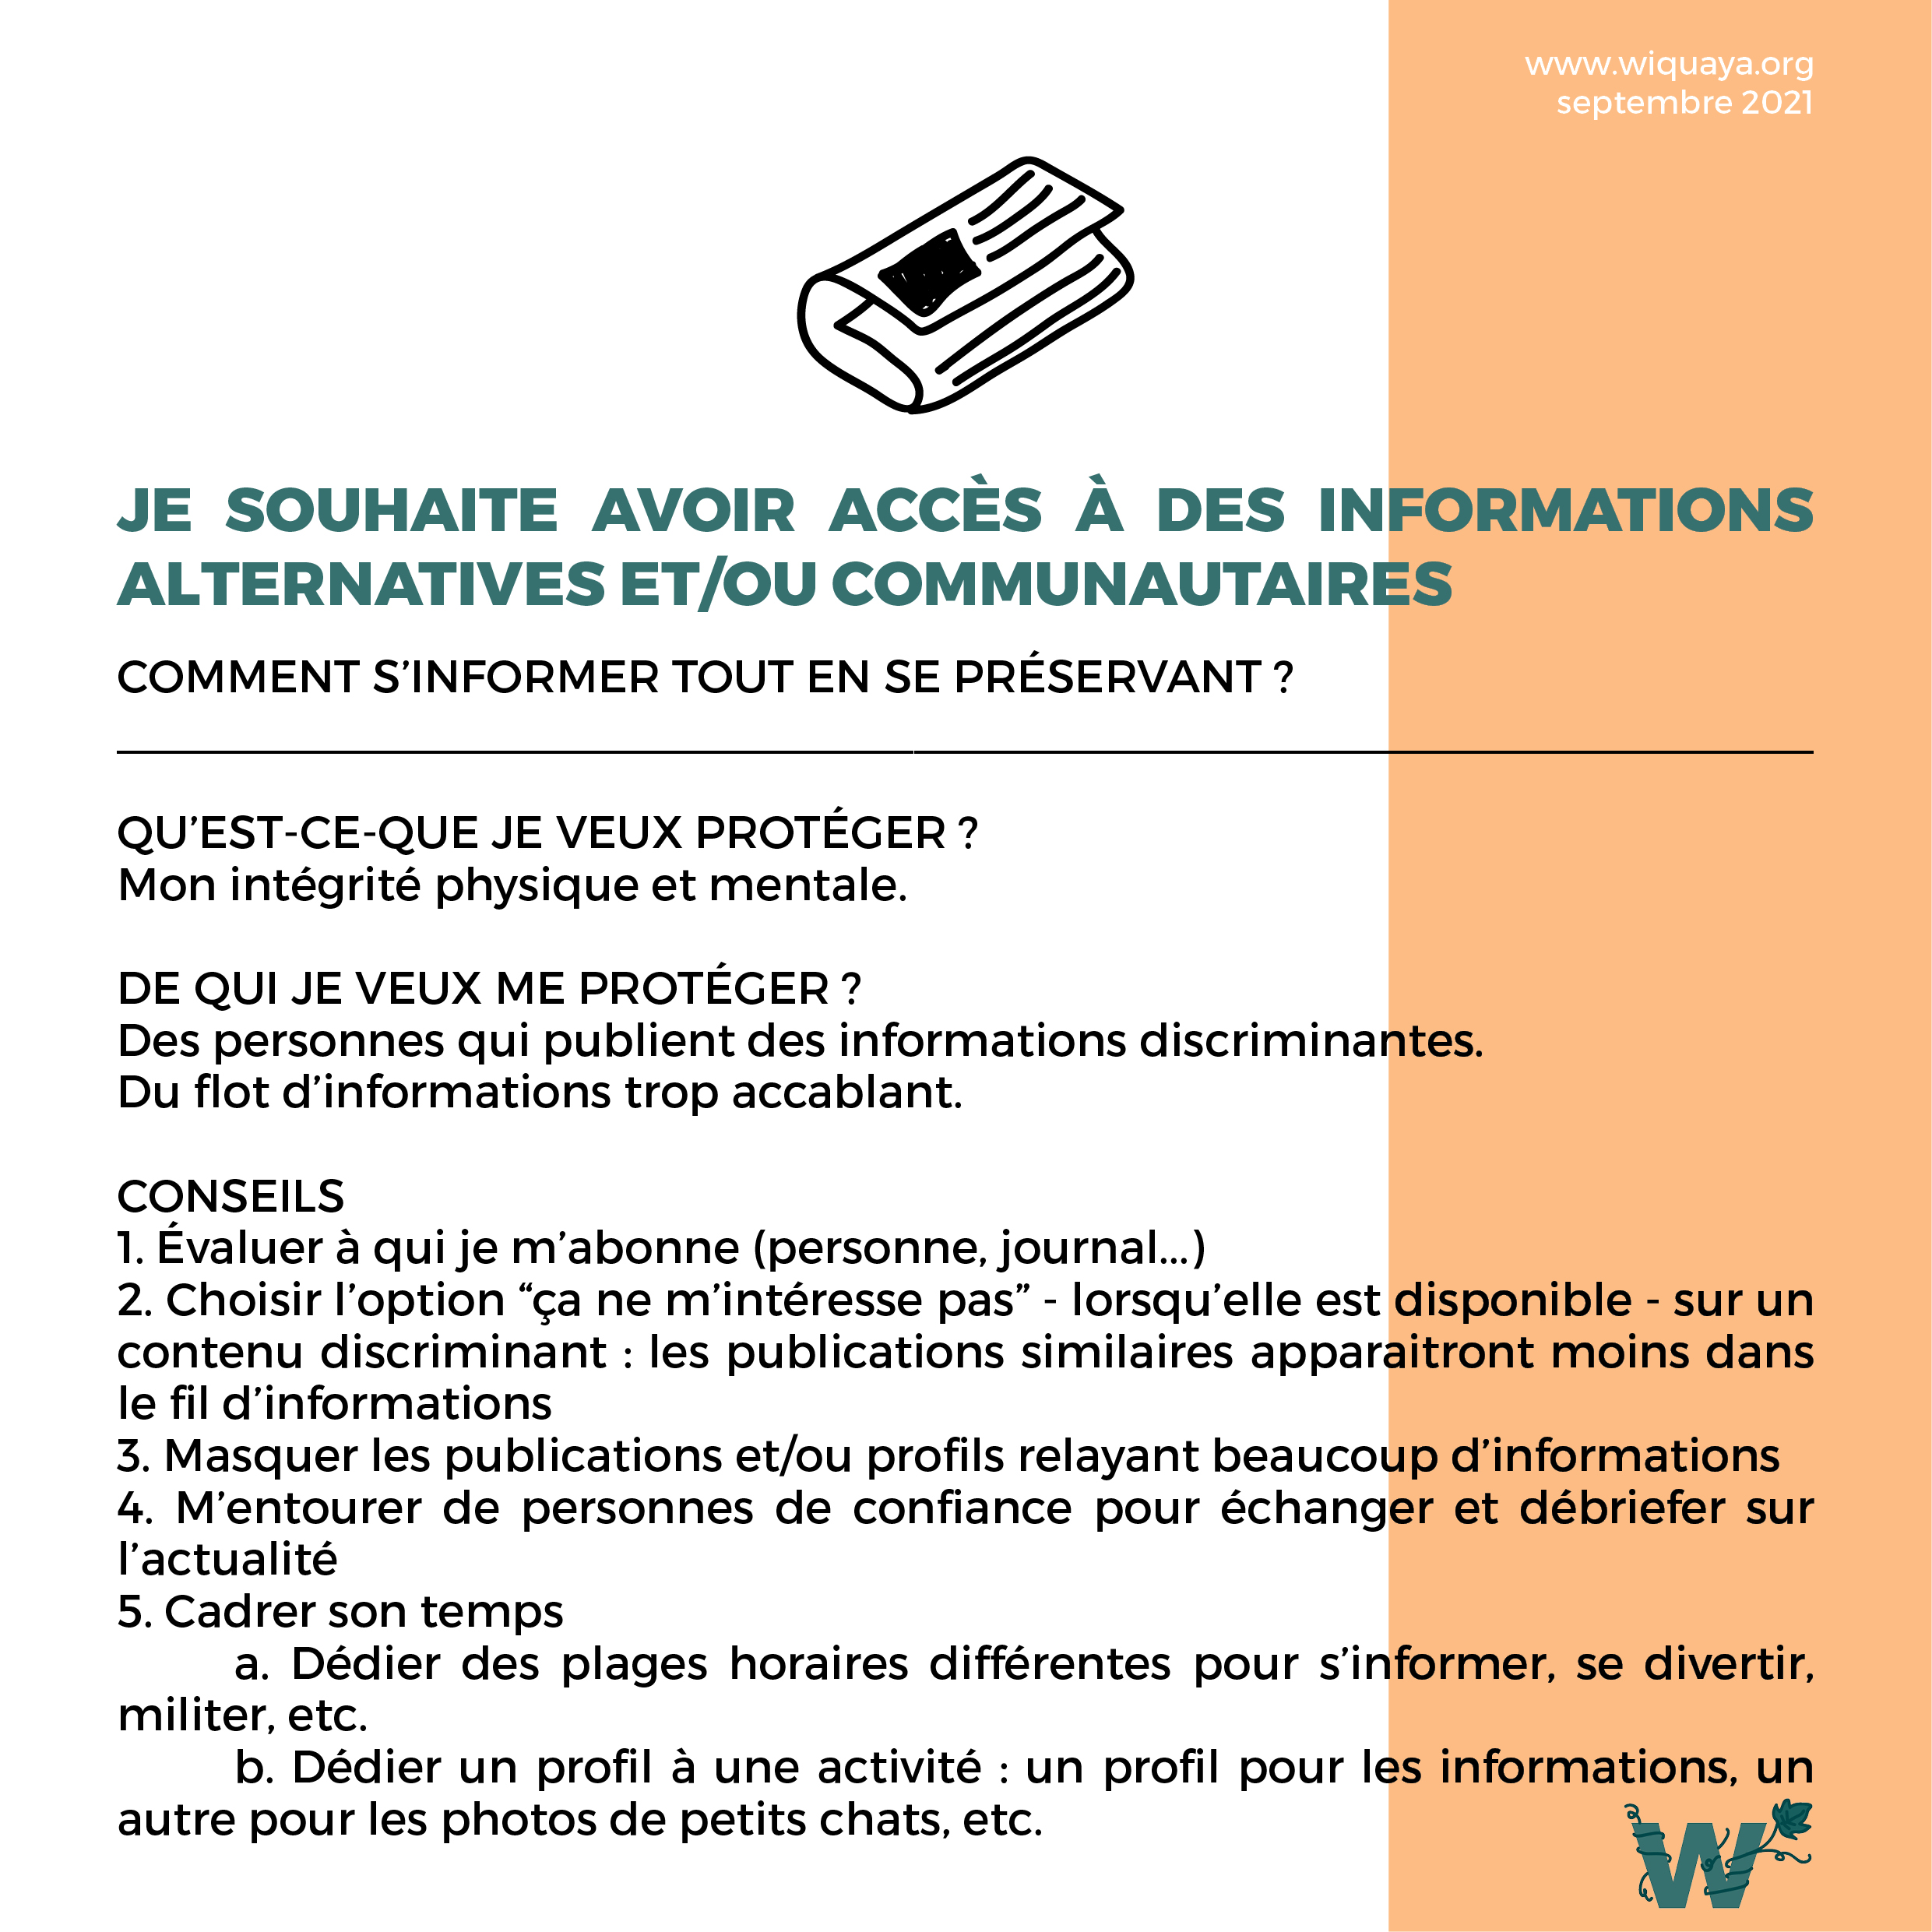 www.wiquaya.org
septembre 2021
JE SOUHAITE AVOIR ACCÈS À DES INFORMATIONS
ALTERNATIVES ET/OU COMMUNAUTAIRES
COMMENT S’INFORMER TOUT EN SE PRÉSERVANT ?
QU’EST-CE-QUE JE VEUX PROTÉGER ?
Mon intégrité physique et mentale.
DE QUI JE VEUX ME PROTÉGER ?
Des personnes qui publient des informations discriminantes.
Du flot d’informations trop accablant.
CONSEILS
1. Évaluer à qui je m’abonne (personne, journal...)
2. Choisir l’option “ça ne m’intéresse pas” - lorsqu’elle est disponible - sur un
contenu discriminant : les publications similaires apparaitront moins dans
le fil d’informations
3. Masquer les publications et/ou profils relayant beaucoup d’informations
4. M’entourer de personnes de confiance pour échanger et débriefer sur
l’actualité
5. Cadrer son temps
a. Dédier des plages horaires différentes pour s’informer, se divertir,
militer, etc.
b. Dédier un profil à une activité : un profil pour les informations, un
autre pour les photos de petits chats, etc.
W